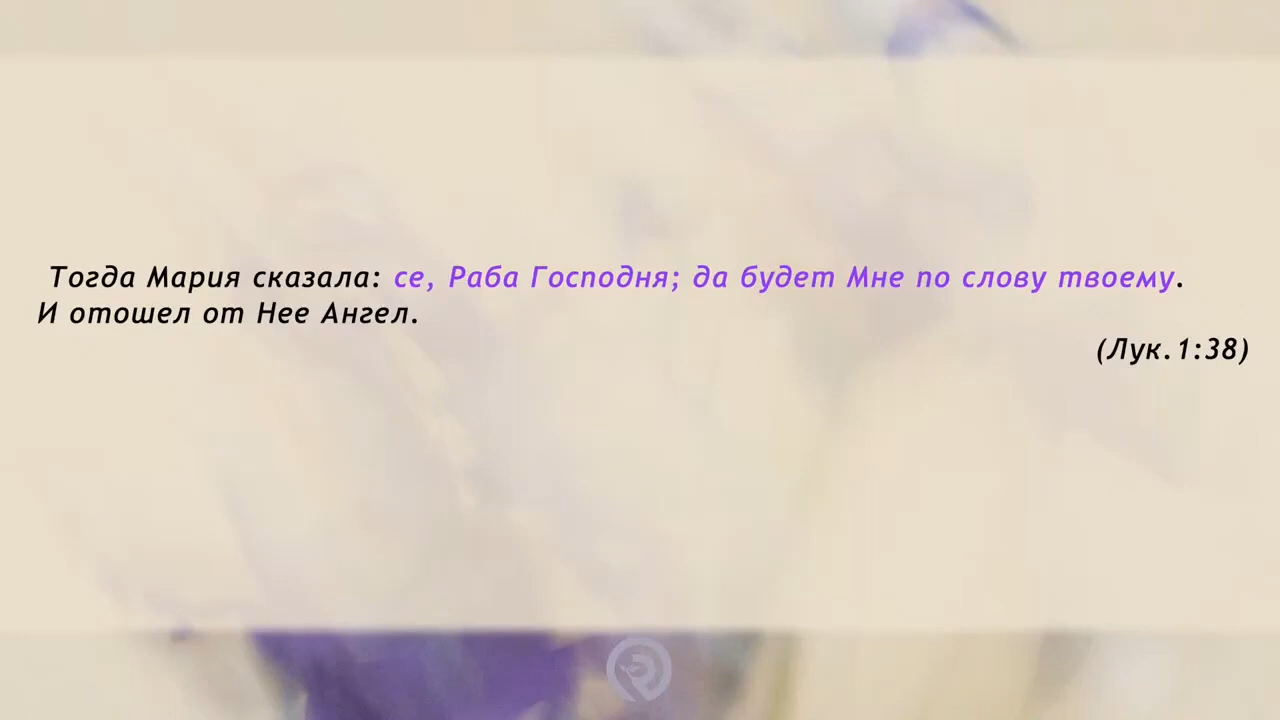 Тогда Мария сказала: се, Раба Господня; да будет Мне по слову твоему.
И отошел от Нее Ангел.
(Лук.1:38)